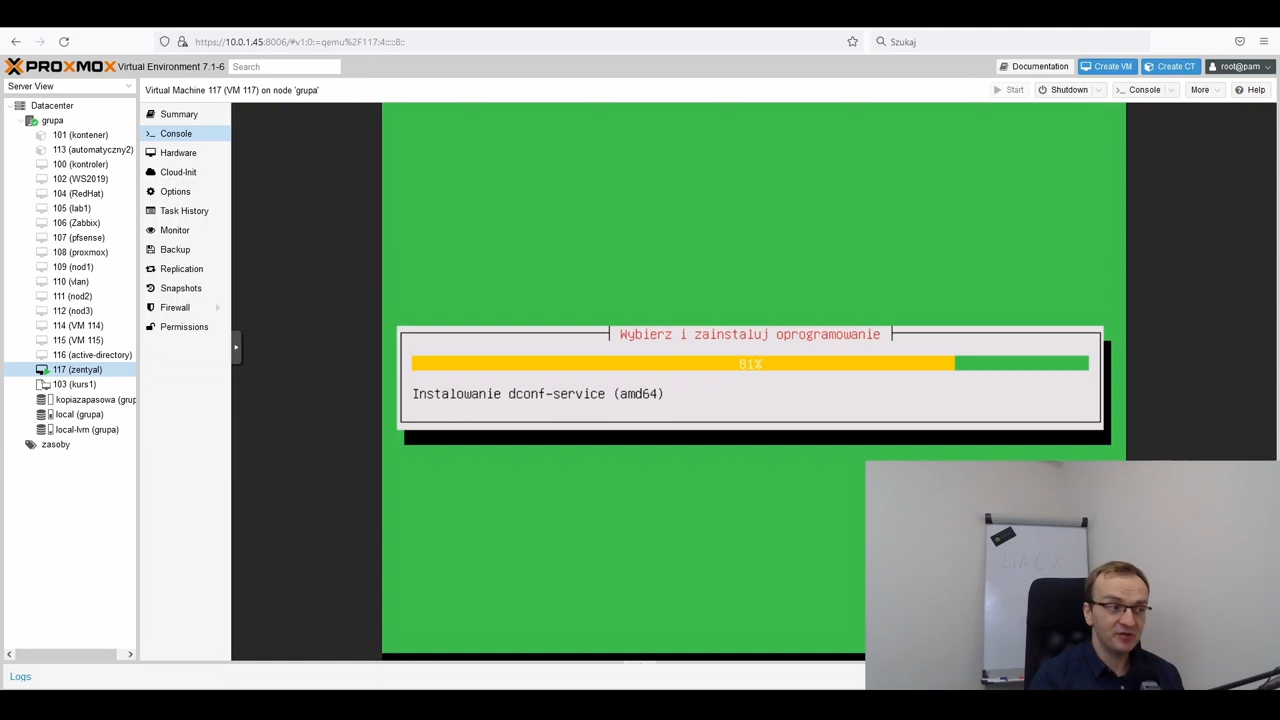 https://10.0.1.45:8006/#v1:0:=qemu%2F117:4:::::8::
Szukaj
PROXMOX Virtual Environment 7.1-6
Search
Documentation
Create VM
Create CT
root@pam
Server View
Virtual Machine 117 (VM 117) on node 'grupa'
Start
Shutdown
Console
More
Help
Datacenter
grupa
101 (kontener)
113 (automatyczny2)
100 (kontroler)
102 (WS2019)
104 (RedHat)
105 (lab1)
106 (Zabbix)
107 (pfsense)
108 (proxmox)
109 (nod1)
110 (vlan)
111 (nod2)
112 (nod3)
114 (VM 114)
115 (VM 115)
116 (active-directory)
117 (zentyal)
103 (kurs1)
kopiazapasowa (grup
local (grupa)
local-lvm (grupa)
zasoby
Summary
Console
Hardware
Cloud-Init
Options
Task History
Monitor
Backup
Replication
Snapshots
Firewall
Permissions
Wybierz i zainstaluj oprogramowanie
81%
Instalowanie dconf-service (amd64)
LINUX
Logs